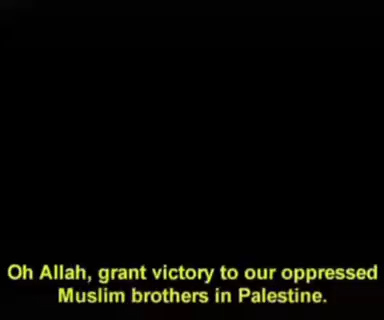 Oh Allah, grant victory to our oppressed
Muslim brothers in Palestine.